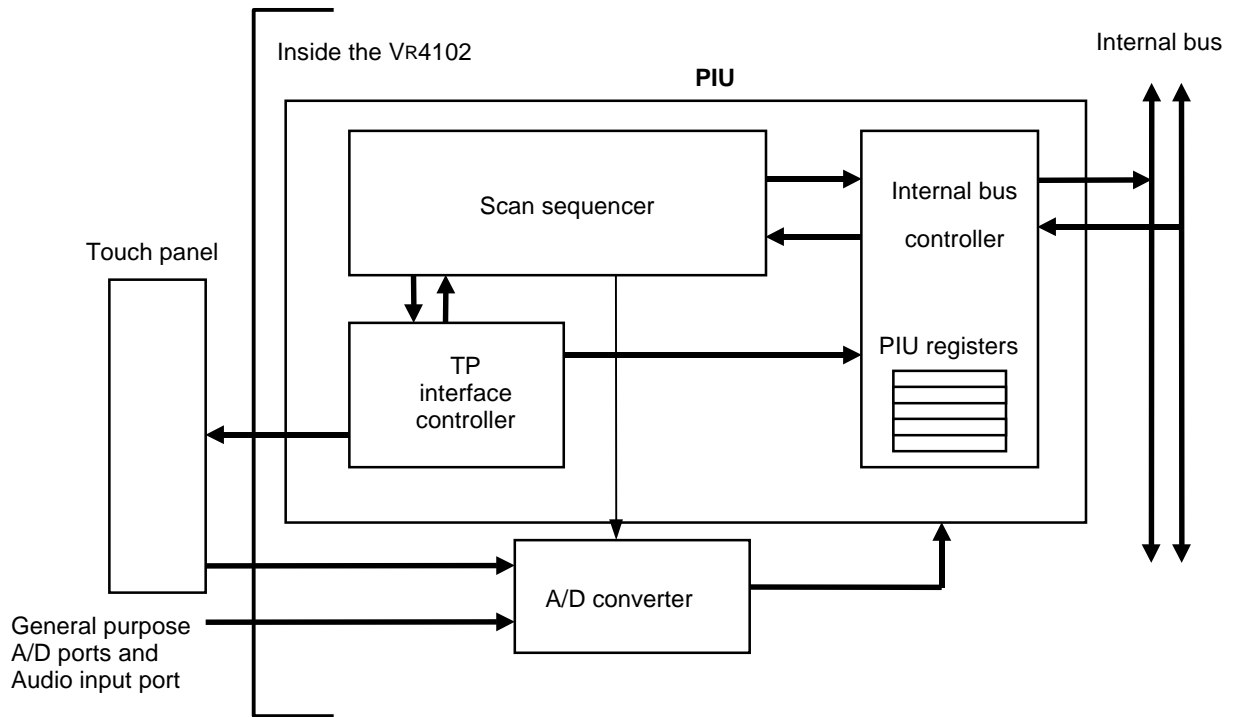 Inside the VR4102
Internal bus
PIU
Scan sequencer
Internal bus
controller
Touch panel
TP
interface
controller
PIU registers
A/D converter
General purpose
A/D ports and
Audio input port